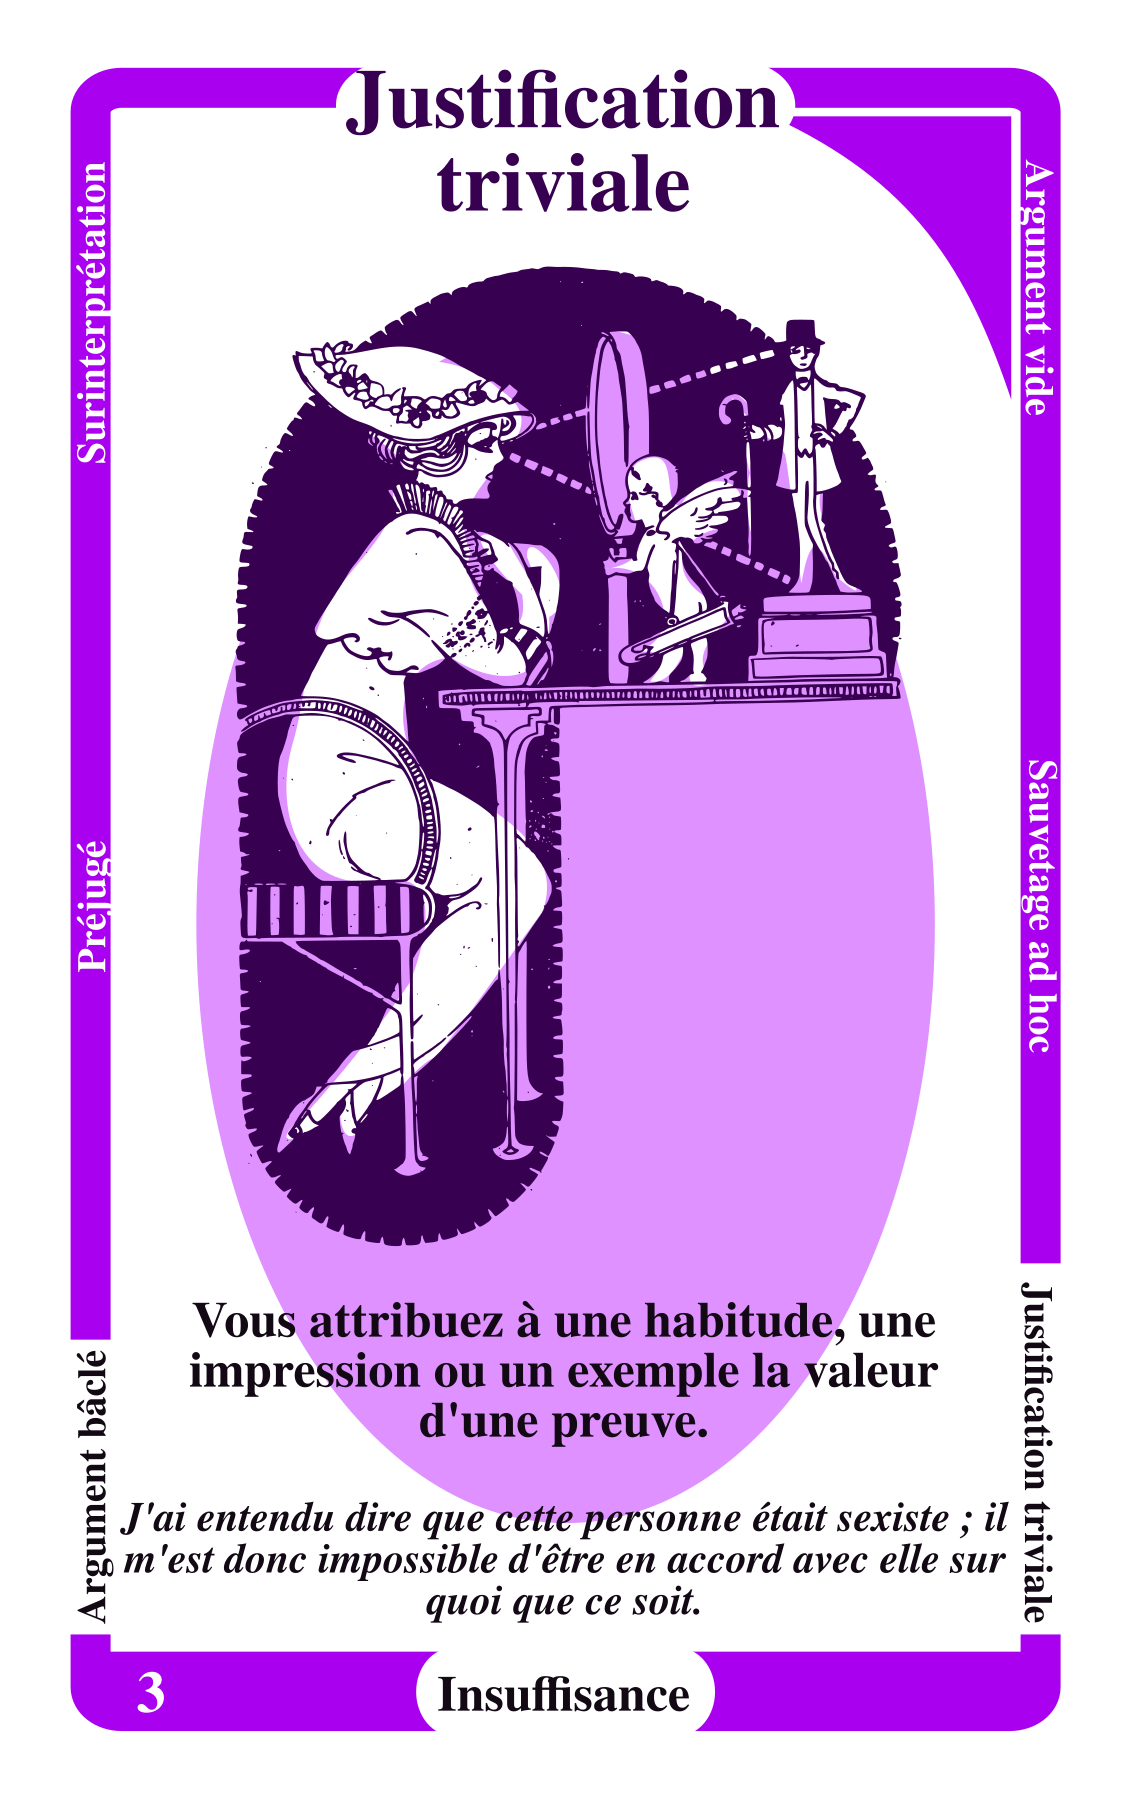 Justification
triviale
Surinterprétation
Préjugé
Argument bâclé
Argument vide
Sauvetage ad hoc
Justification triviale
Vous attribuez à une habitude, une
impression ou un exemple la valeur
d'une preuve.
J'ai entendu dire que cette personne était sexiste ; il
m'est donc impossible d'être en accord avec elle sur
quoi que ce soit.
3
Insuffisance